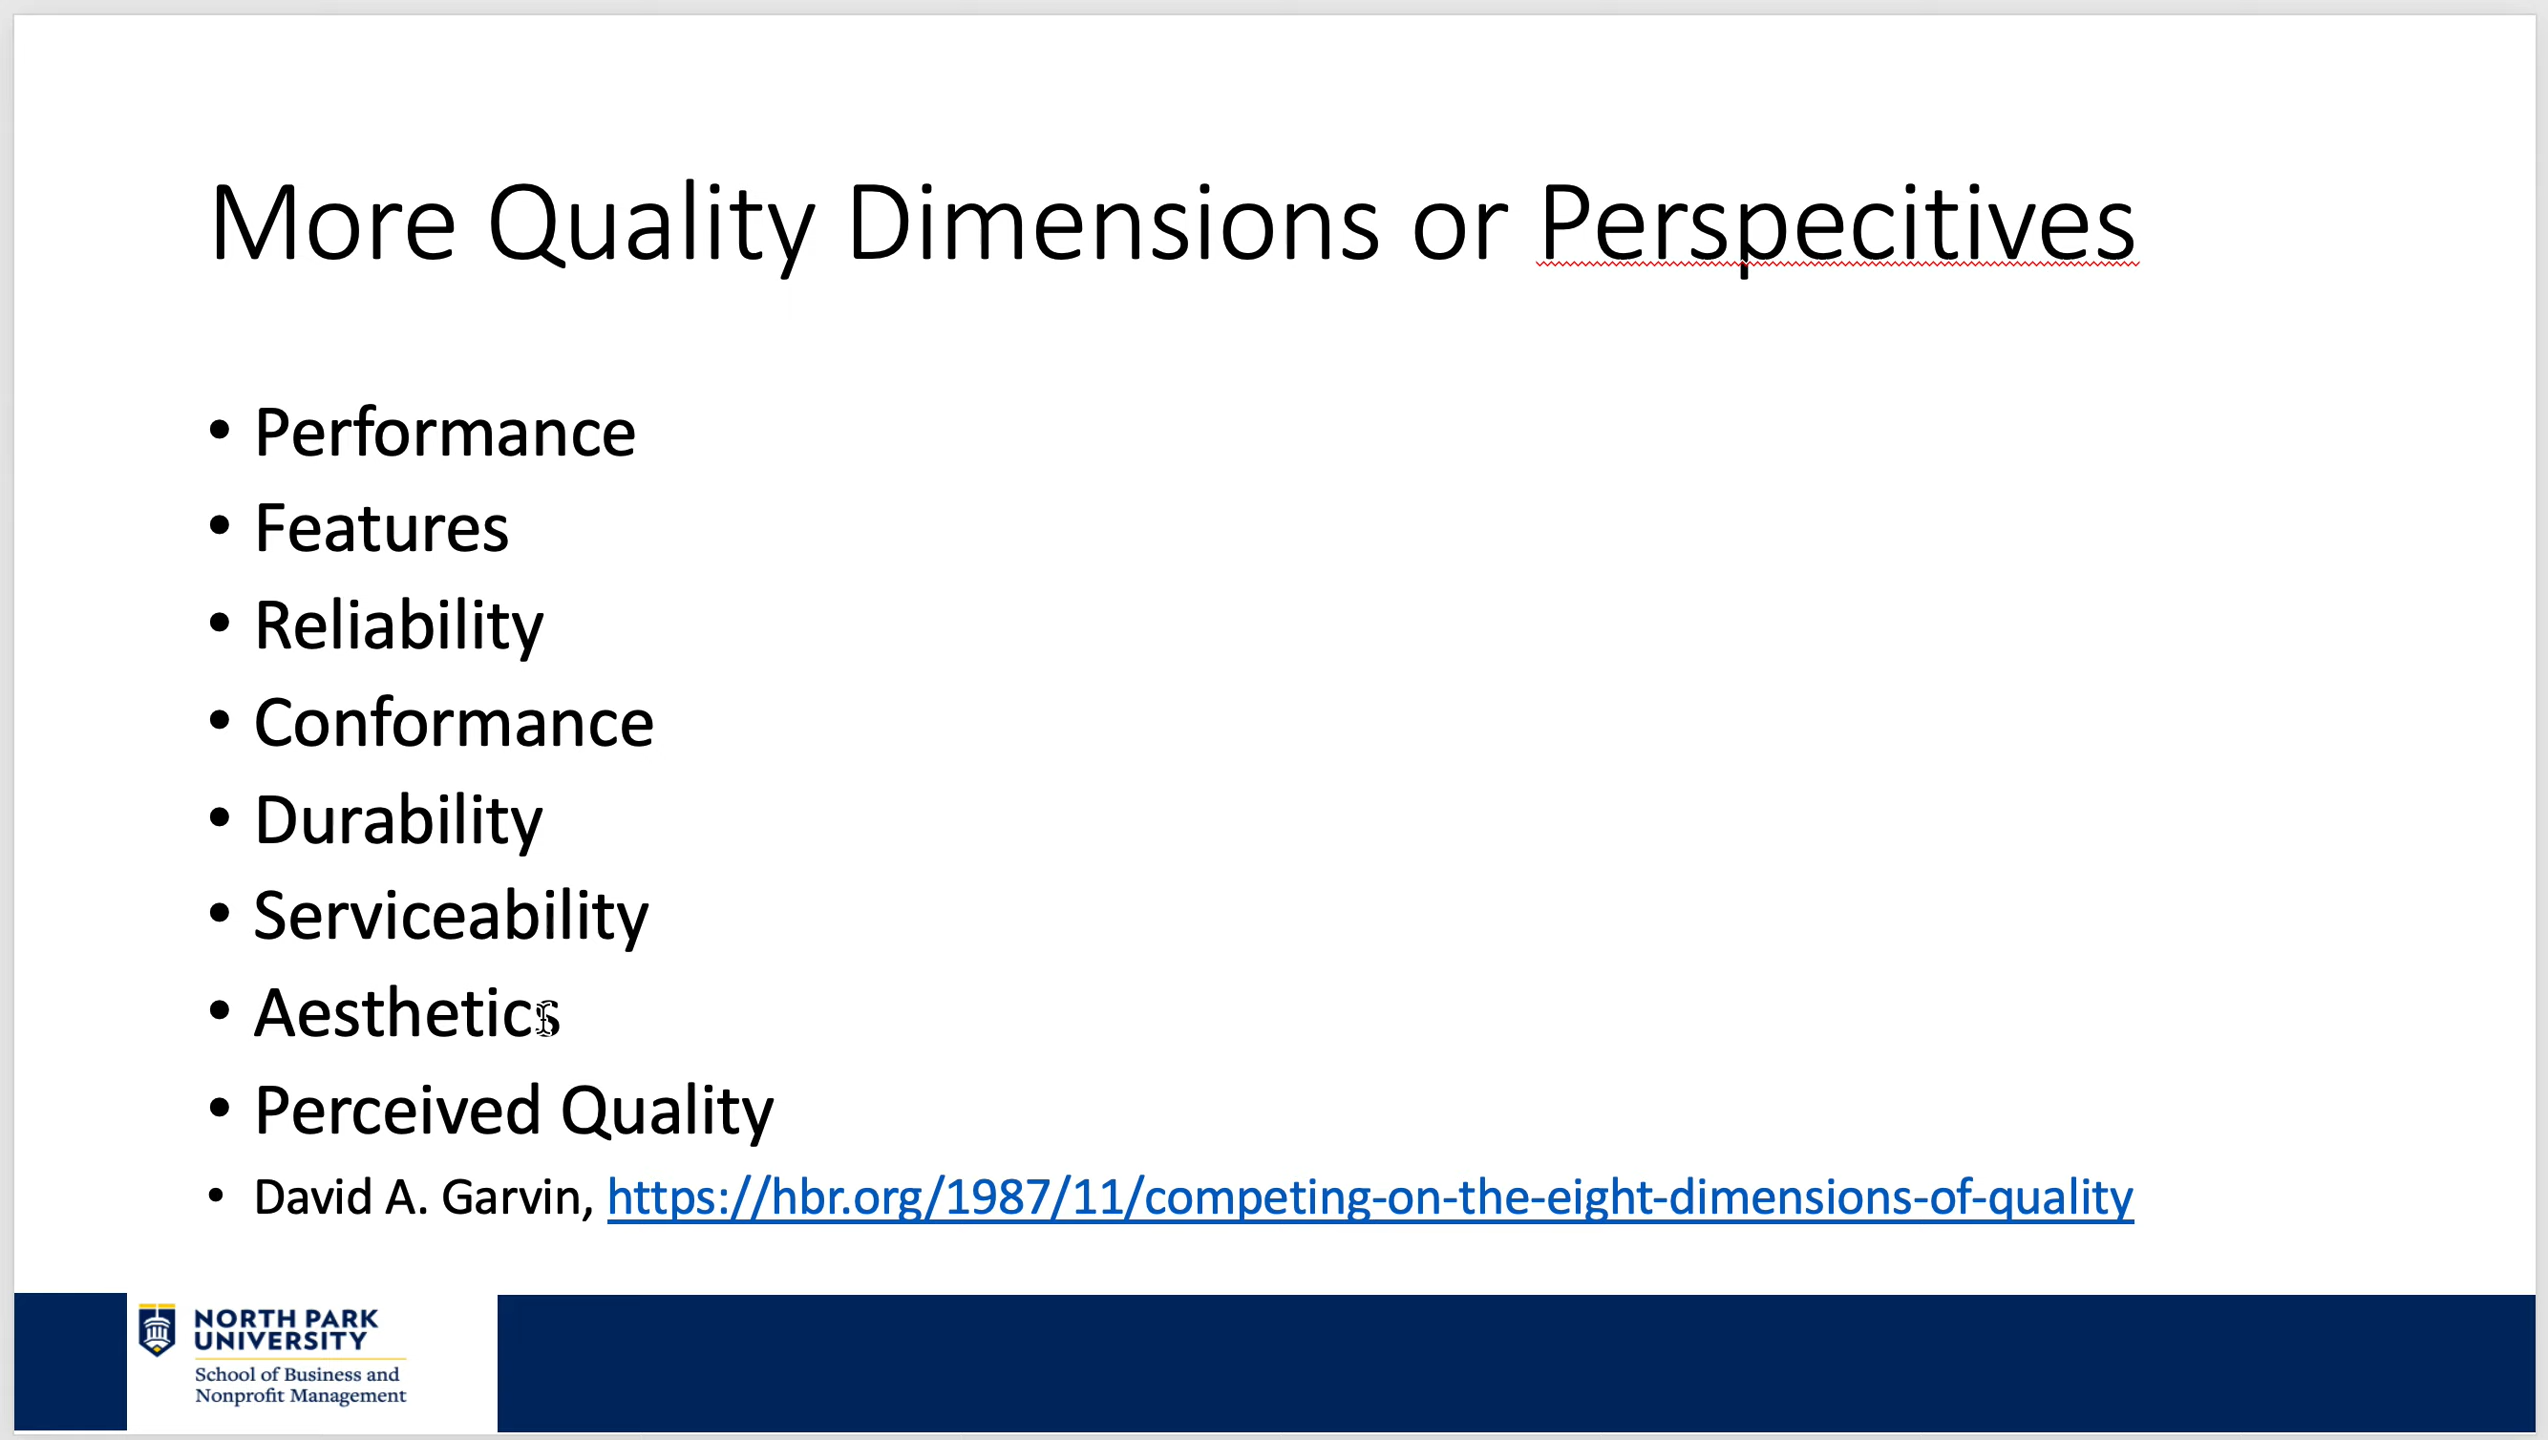 More Quality Dimensions or Perspecitives
• Performance
• Features
• Reliability
• Conformance
• Durability
• Serviceability
• Aesthetics
• Perceived Quality
• David A. Garvin, https://hbr.org/1987/11/competing-on-the-eight-dimensions-of-quality
NORTH PARK
UNIVERSITY
School of Business and
Nonprofit Management